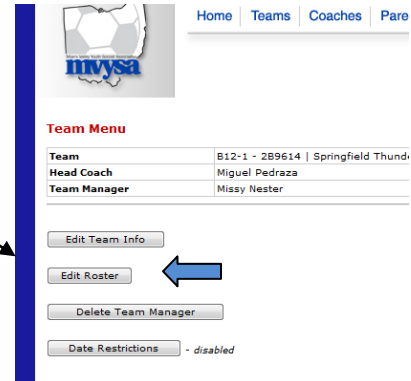 Home Teams Coaches Pare
mvysa
Team Menu
Team B12-1 - 2B9614 | Springfield Thunde
Head Coach Miguel Pedraza
Team Manager Missy Nester
Edit Team Info
Edit Roster
Delete Team Manager
Date Restrictions - disabled